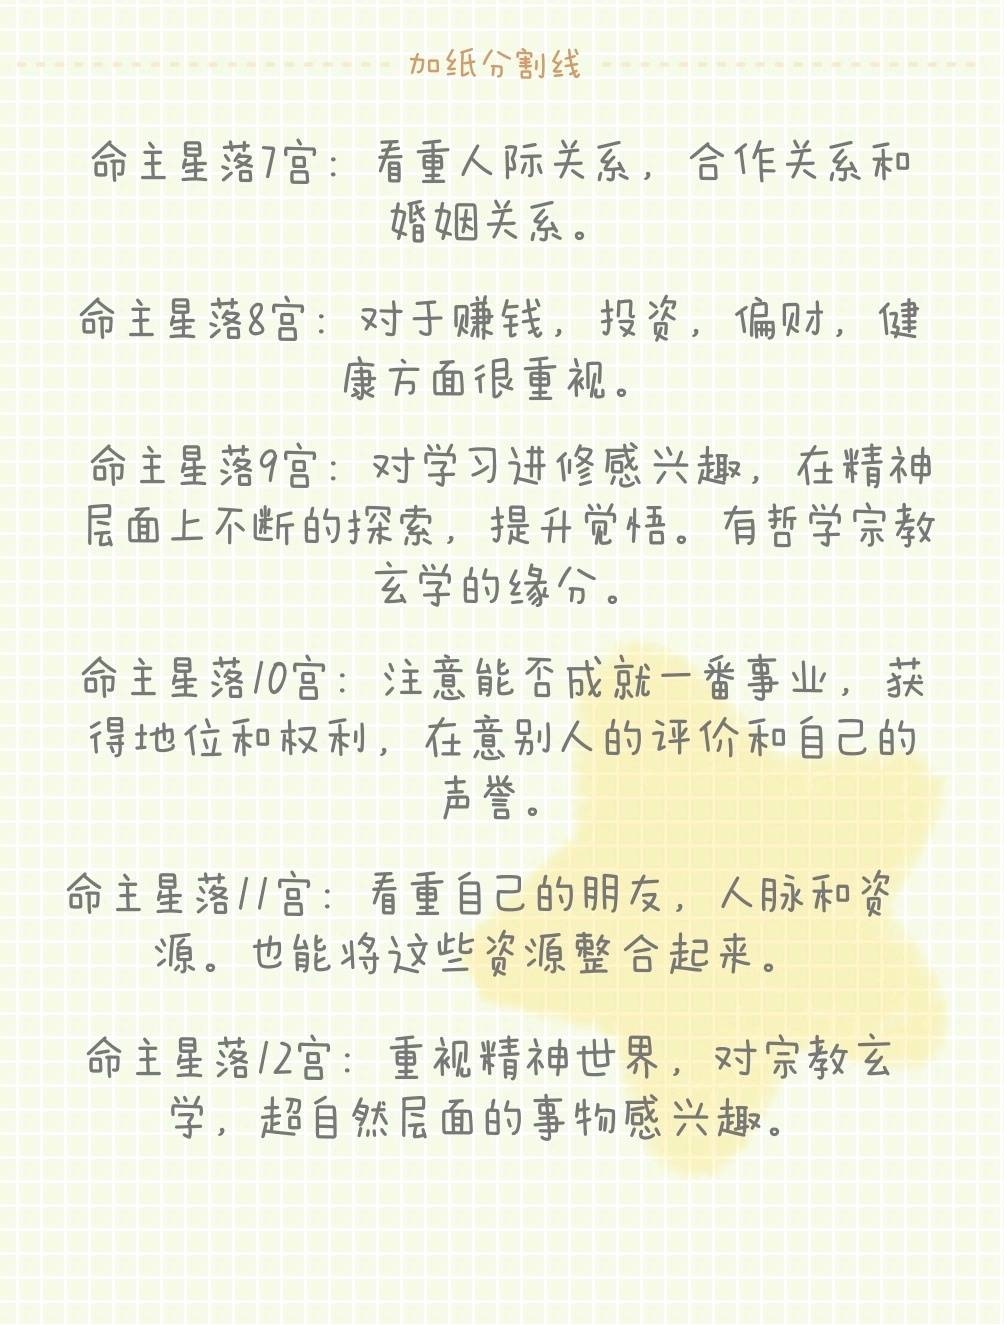 加纸分割线
命主星落7宫：看重人际关系，合作关系和
婚姻关系。
命主星落8宫：对于赚钱，投资，偏财，健
康方面很重视。
命主星落9宫：对学习进修感兴趣，在精神
层面上不断的探索，提升觉悟。有哲学宗教
玄学的缘分。
命主星落10宫：注意能否成就一番事业，获
得地位和权利，在意别人的评价和自己的
声誉。
命主星落11宫：看重自己的朋友，人脉和资
源。也能将这些资源整合起来。
命主星落12宫：重视精神世界，对宗教玄
学，超自然层面的事物感兴趣。